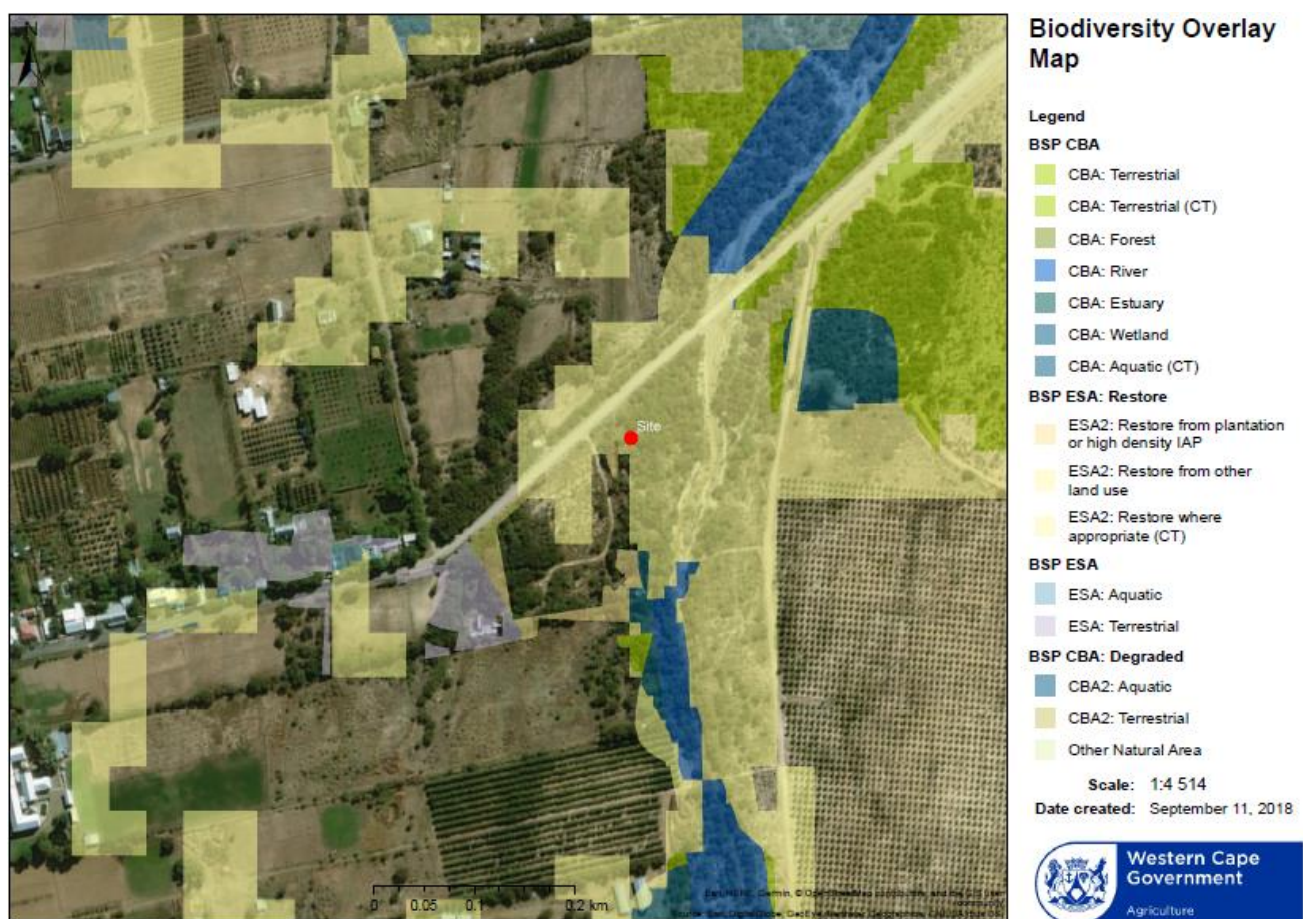 N
Site
0 0.05 0.1 0.2 km
Biodiversity Overlay
Map
Legend
BSP CBA
CBA: Terrestrial
CBA: Terrestrial (CT)
CBA: Forest
CBA: River
CBA: Estuary
CBA: Wetland
CBA: Aquatic (CT)
BSP ESA: Restore
ESA2: Restore from plantation
or high density IAP
ESA2: Restore from other
land use
ESA2: Restore where
appropriate (CT)
BSP ESA
ESA: Aquatic
ESA: Terrestrial
BSP CBA: Degraded
CBA2: Aquatic
CBA2: Terrestrial
Other Natural Area
Scale: 1:4 514
Date created: September 11, 2018
Western Cape
Government
Agriculture